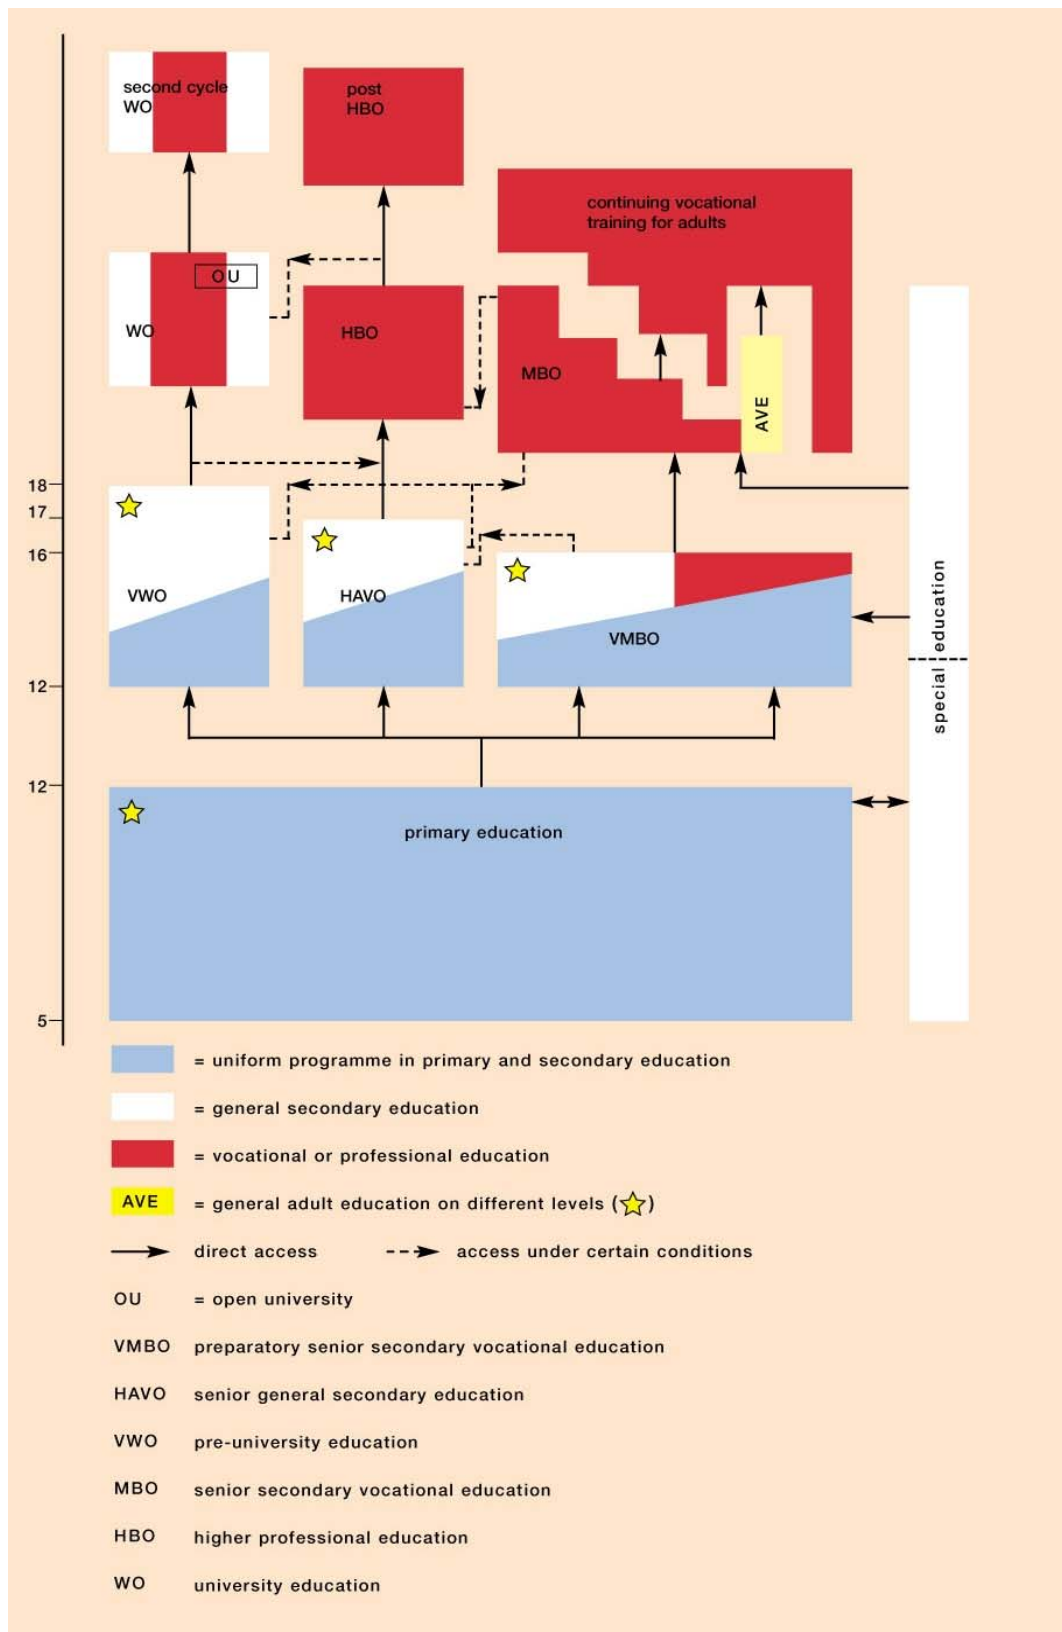 second cycle
WO
post
HBO
continuing vocational
training for adults
OU
WO
HBO
MBO
AVE
18
17
16
VWO
HAVO
VMBO
special education
12
12
primary education
5
= uniform programme in primary and secondary education
= general secondary education
= vocational or professional education
AVE = general adult education on different levels ( )
direct access access under certain conditions
OU = open university
VMBO preparatory senior secondary vocational education
HAVO senior general secondary education
VWO pre-university education
MBO senior secondary vocational education
HBO higher professional education
WO university education